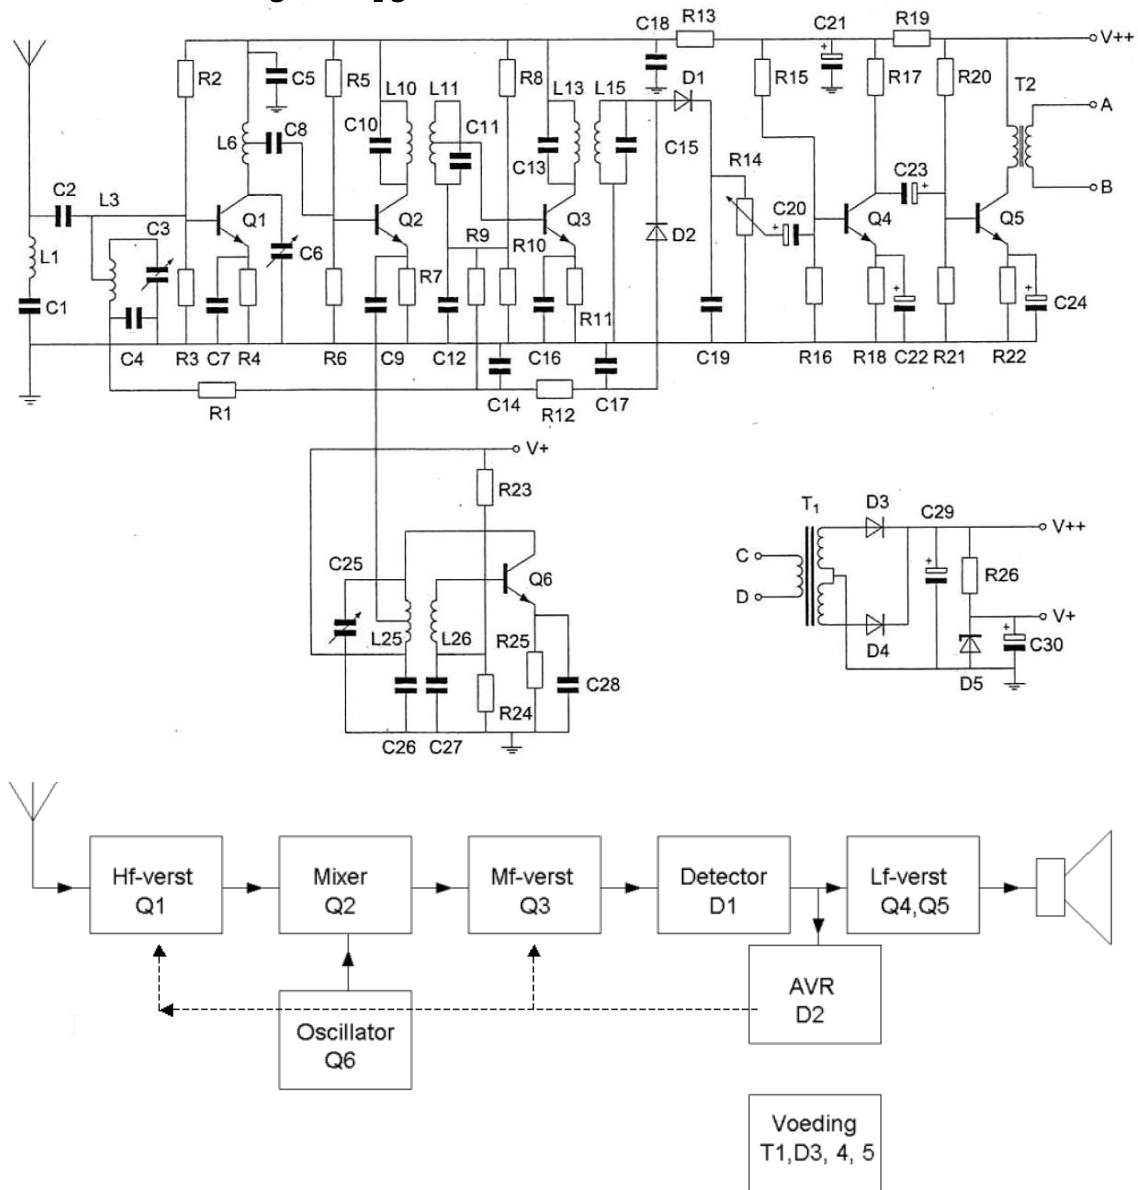 C18 R13 C21 R19
V++
R2 C5 R5 L10 L11 R8 L13 L15 D1 R15 R17 R20 T2
A
L6 C8 C10 C11 C13 C15 R14 C23
B
C2 L3 C3 Q1 C6 Q2 R9 R10 Q3 D2 C20 Q4 Q5
L1 R7
C1 R11 C24
C4 R3 C7 R4 R6 C9 C12 C16 C19 R16 R18 C22 R21 R22
R1 C14 R12 C17
V+
R23
T1 D3 C29 V++
C25 Q6 C D R26
L25 L26 R25 V+
D4 C30
R24 C28 D5
C26 C27
Hf-verst
Q1
Mixer
Q2
Mf-verst
Q3
Detector
D1
Lf-verst
Q4,Q5
AVR
D2
Oscillator
Q6
Voeding
T1,D3, 4, 5